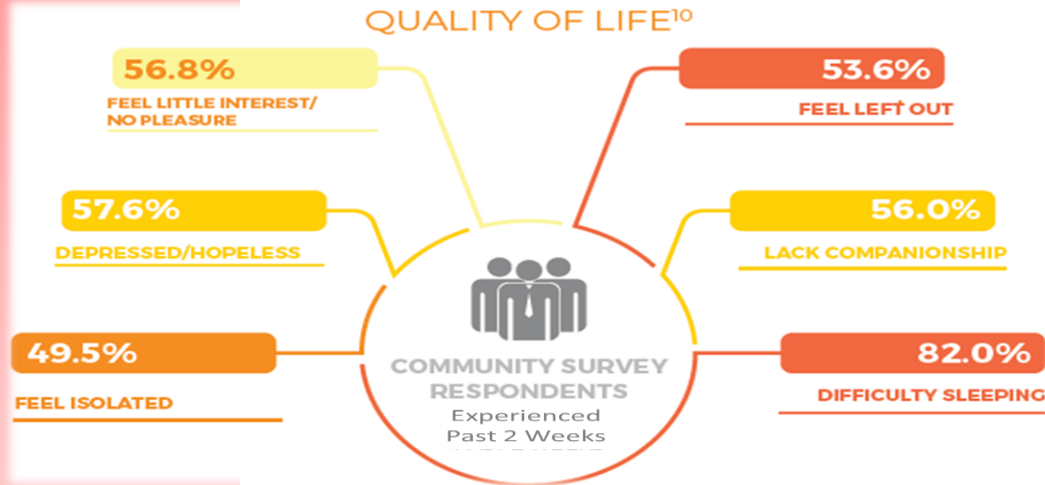 QUALITY OF LIFE¹⁰
56.8%
FEEL LITTLE INTEREST/
NO PLEASURE
57.6%
DEPRESSED/HOPELESS
49.5%
FEEL ISOLATED
53.6%
FEEL LEFT OUT
56.0%
LACK COMPANIONSHIP
82.0%
DIFFICULTY SLEEPING
COMMUNITY SURVEY
RESPONDENTS
Experienced
Past 2 Weeks